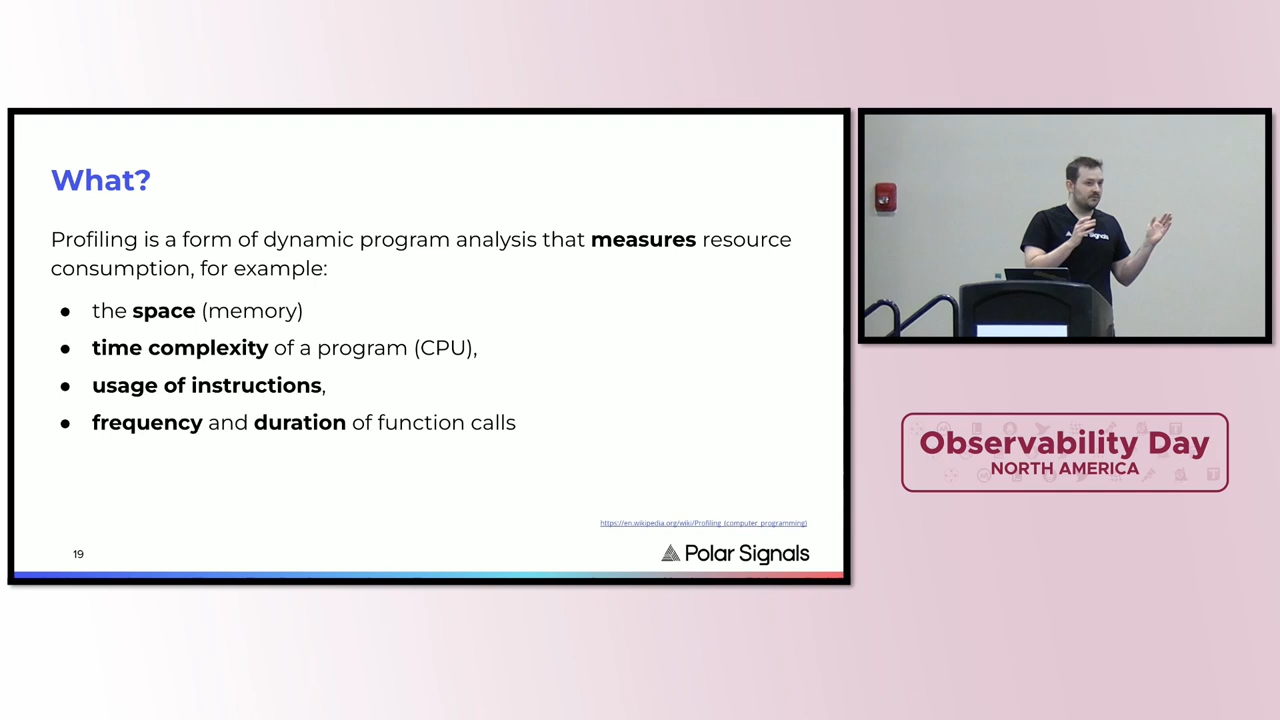 What?
Profiling is a form of dynamic program analysis that measures resource
consumption, for example:
● the space (memory)
● time complexity of a program (CPU),
● usage of instructions,
● frequency and duration of function calls
https://en.wikipedia.org/wiki/Profiling_(computer_programming)
19
Polar Signals
Observability Day
NORTH AMERICA